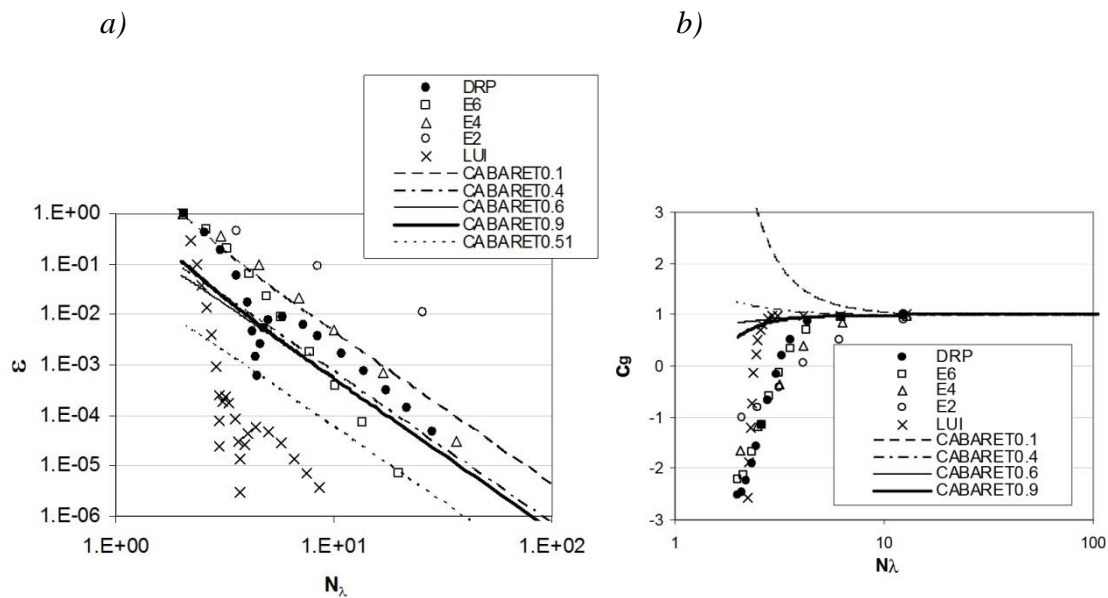 a)
DRP
E6
E4
E2
LUI
CABARET0.1
CABARET0.4
CABARET0.6
CABARET0.9
CABARET0.51
1.E+00
1.E-01
1.E-02
1.E-03
1.E-04
1.E-05
1.E-06
ε
1.E+00 1.E+01 1.E+02
Nλ
b)
3
2
1
0
-1
-2
-3
Cg
DRP
E6
E4
E2
LUI
CABARET0.1
CABARET0.4
CABARET0.6
CABARET0.9
1 10 100
Nλ